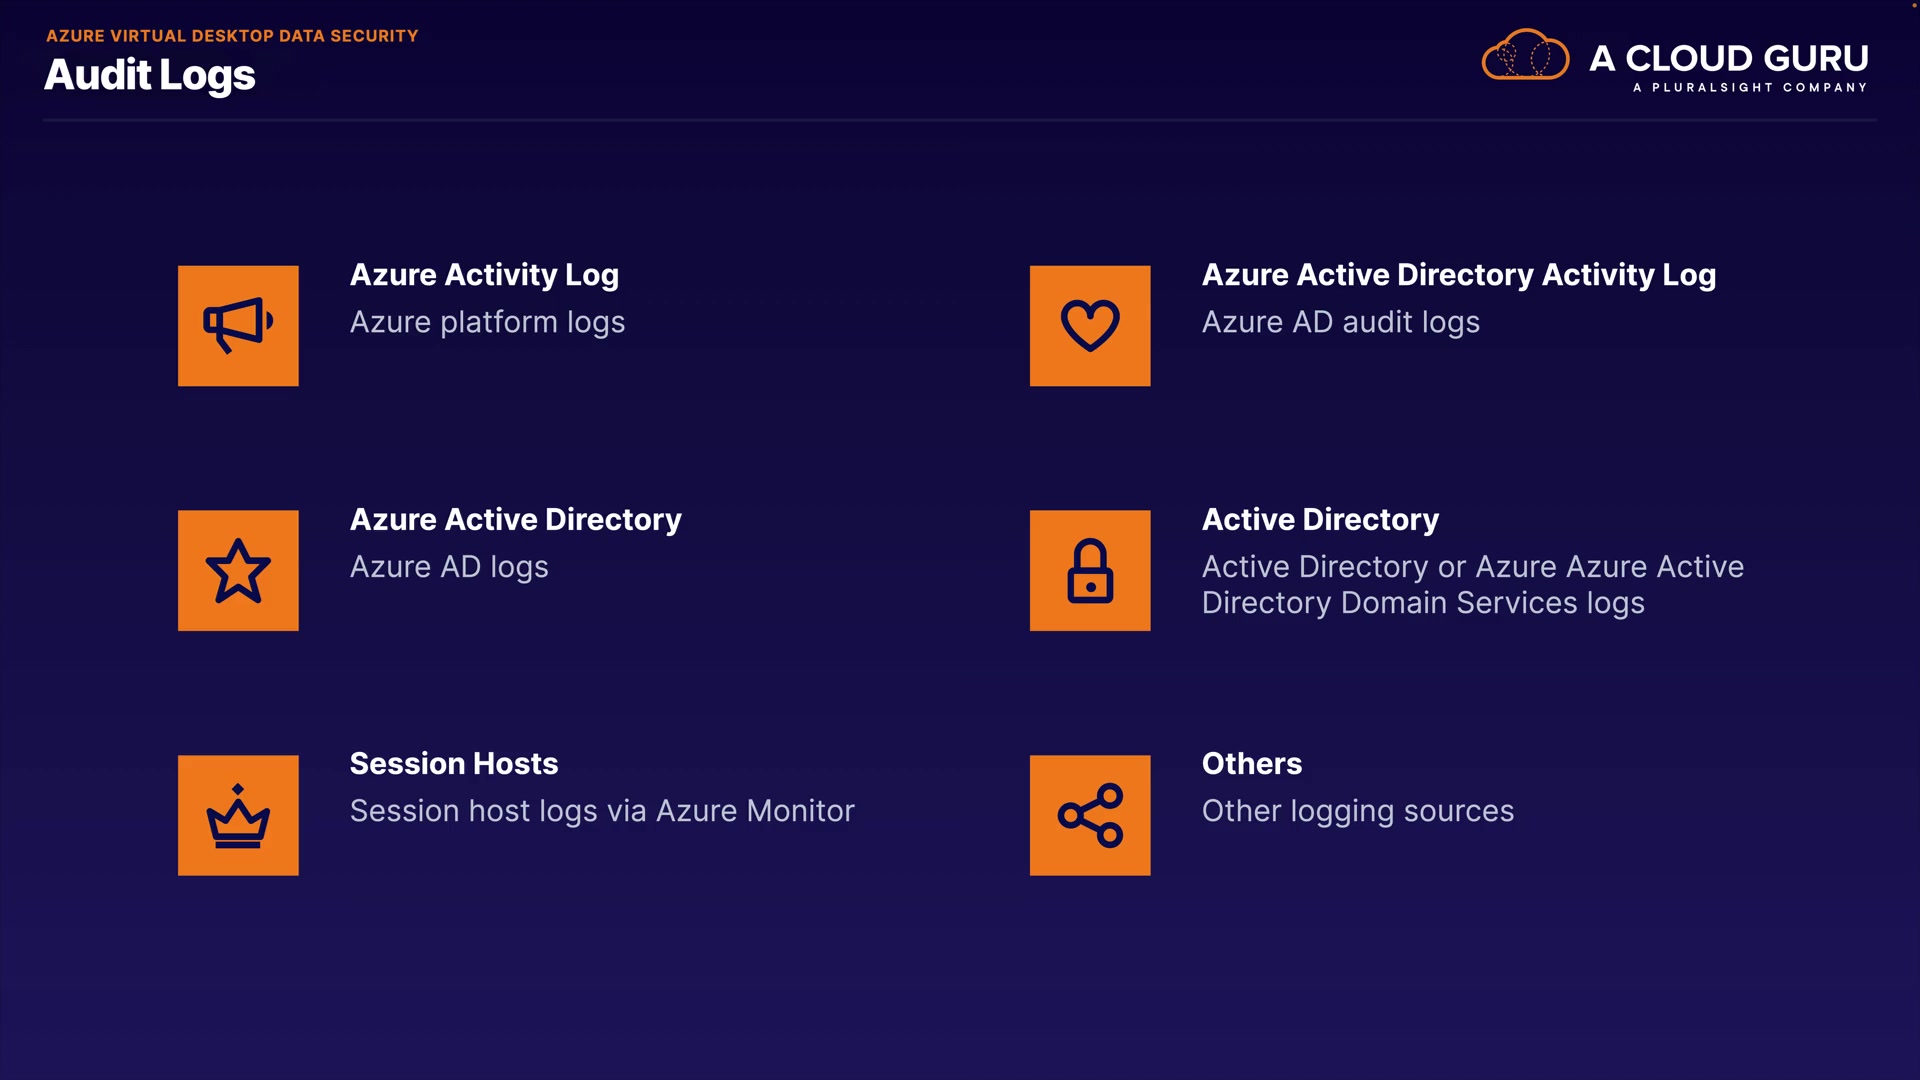 AZURE VIRTUAL DESKTOP DATA SECURITY
Audit Logs
A CLOUD GURU
A PLURALSIGHT COMPANY
Azure Activity Log
Azure platform logs
Azure Active Directory Activity Log
Azure AD audit logs
Azure Active Directory
Azure AD logs
Active Directory
Active Directory or Azure Azure Active
Directory Domain Services logs
Session Hosts
Session host logs via Azure Monitor
Others
Other logging sources